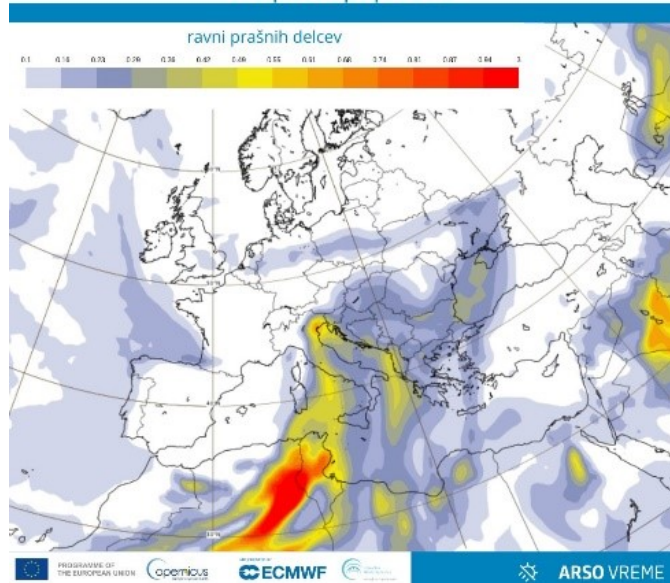 ravni prašnih delcev
0.1 0.16 0.23 0.29 0.36 0.42 0.49 0.55 0.61 0.68 0.74 0.81 0.87 0.94
PROGRAMME OF
THE EUROPEAN UNION
opernicus
ECMWF
ARSO VREME